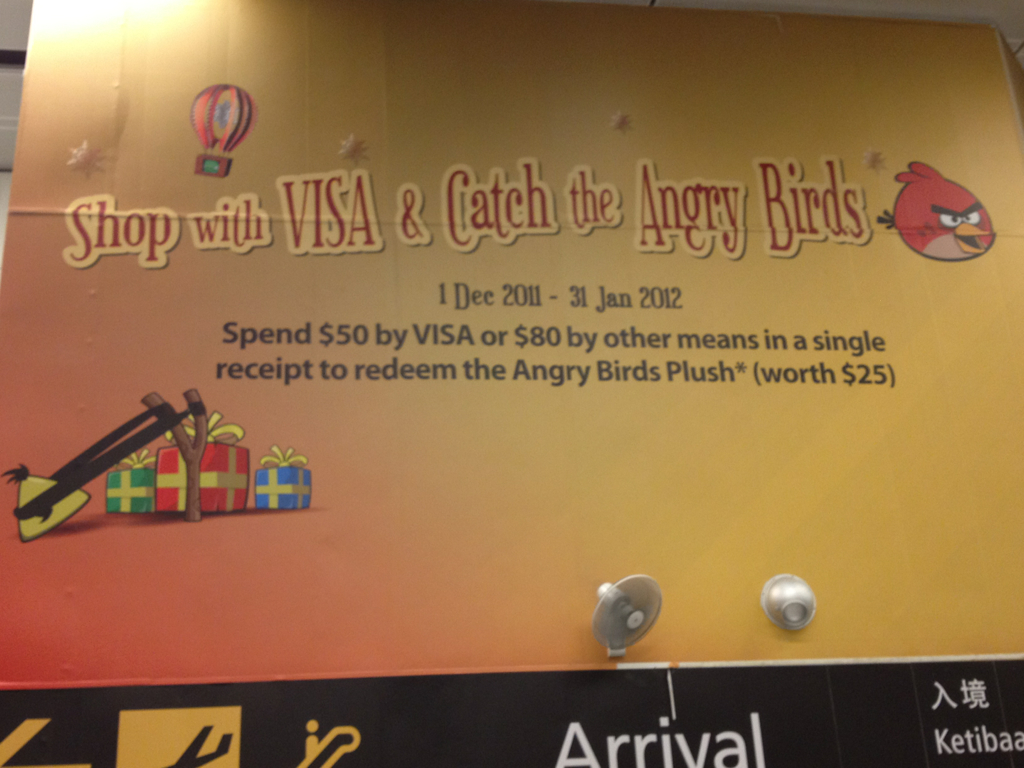 Shop with VISA & Catch the Angry Birds
1 Dec 2011 - 31 Jan 2012
Spend $50 by VISA or $80 by other means in a single
receipt to redeem the Angry Birds Plush* (worth $25)
Arrival
入境
Ketibaa